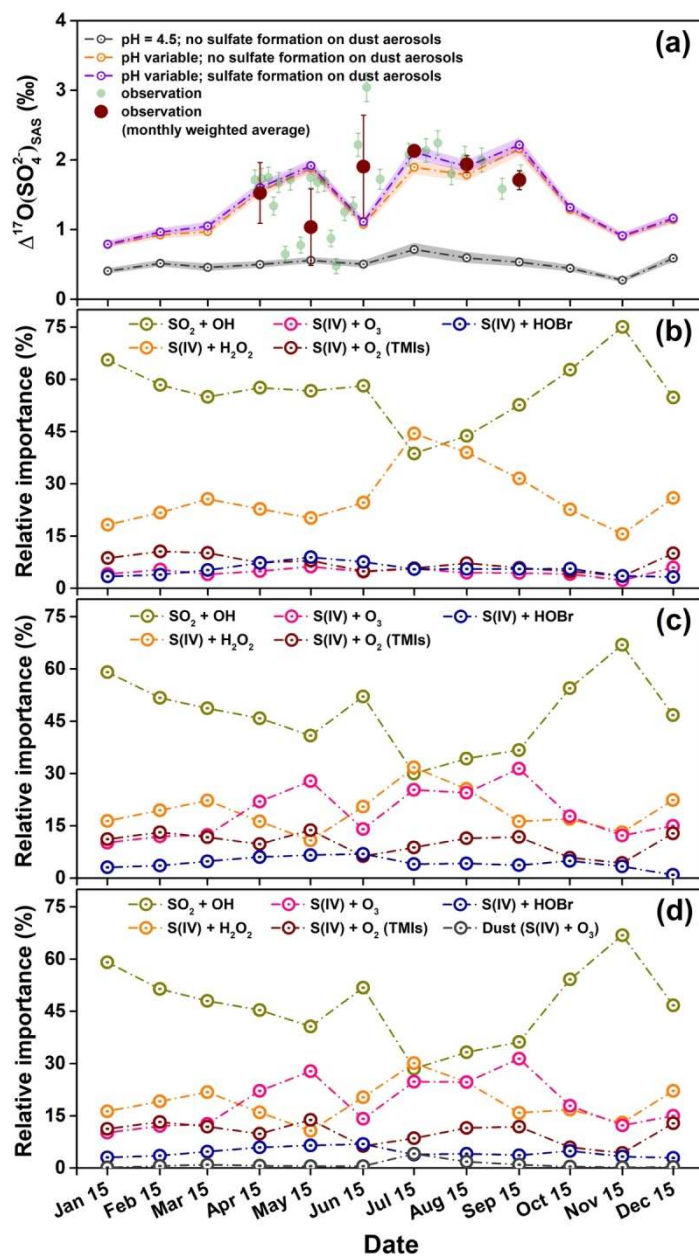 (a)
pH = 4.5; no sulfate formation on dust aerosols
pH variable; no sulfate formation on dust aerosols
pH variable; sulfate formation on dust aerosols
observation
observation
(monthly weighted average)
Δ¹⁷O(SO₄²⁻)SAS (‰)
4
3
2
1
0
(b)
SO₂ + OH S(IV) + O₃ S(IV) + HOBr
S(IV) + H₂O₂ S(IV) + O₂ (TMIs)
Relative importance (%)
75
60
45
30
15
0
(c)
SO₂ + OH S(IV) + O₃ S(IV) + HOBr
S(IV) + H₂O₂ S(IV) + O₂ (TMIs)
Relative importance (%)
75
60
45
30
15
0
(d)
SO₂ + OH S(IV) + O₃ S(IV) + HOBr
S(IV) + H₂O₂ S(IV) + O₂ (TMIs) Dust (S(IV) + O₃)
Relative importance (%)
75
60
45
30
15
0
Jan 15 Feb 15 Mar 15 Apr 15 May 15 Jun 15 Jul 15 Aug 15 Sep 15 Oct 15 Nov 15 Dec 15
Date